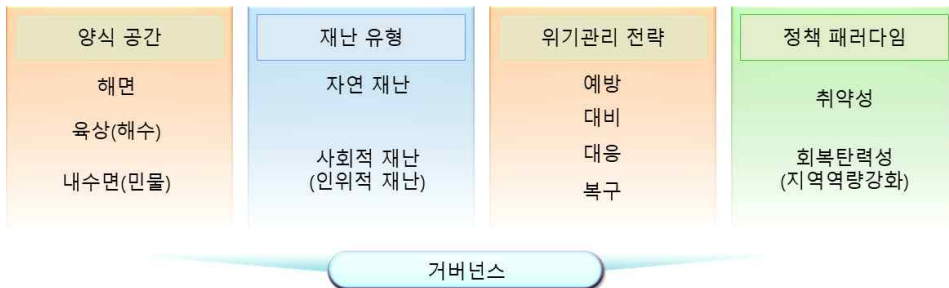 양식 공간
해면
육상(해수)
내수면(민물)
재난 유형
자연 재난
사회적 재난
(인위적 재난)
위기관리 전략
예방
대비
대응
복구
정책 패러다임
취약성
회복탄력성
(지역역량강화)
거버넌스